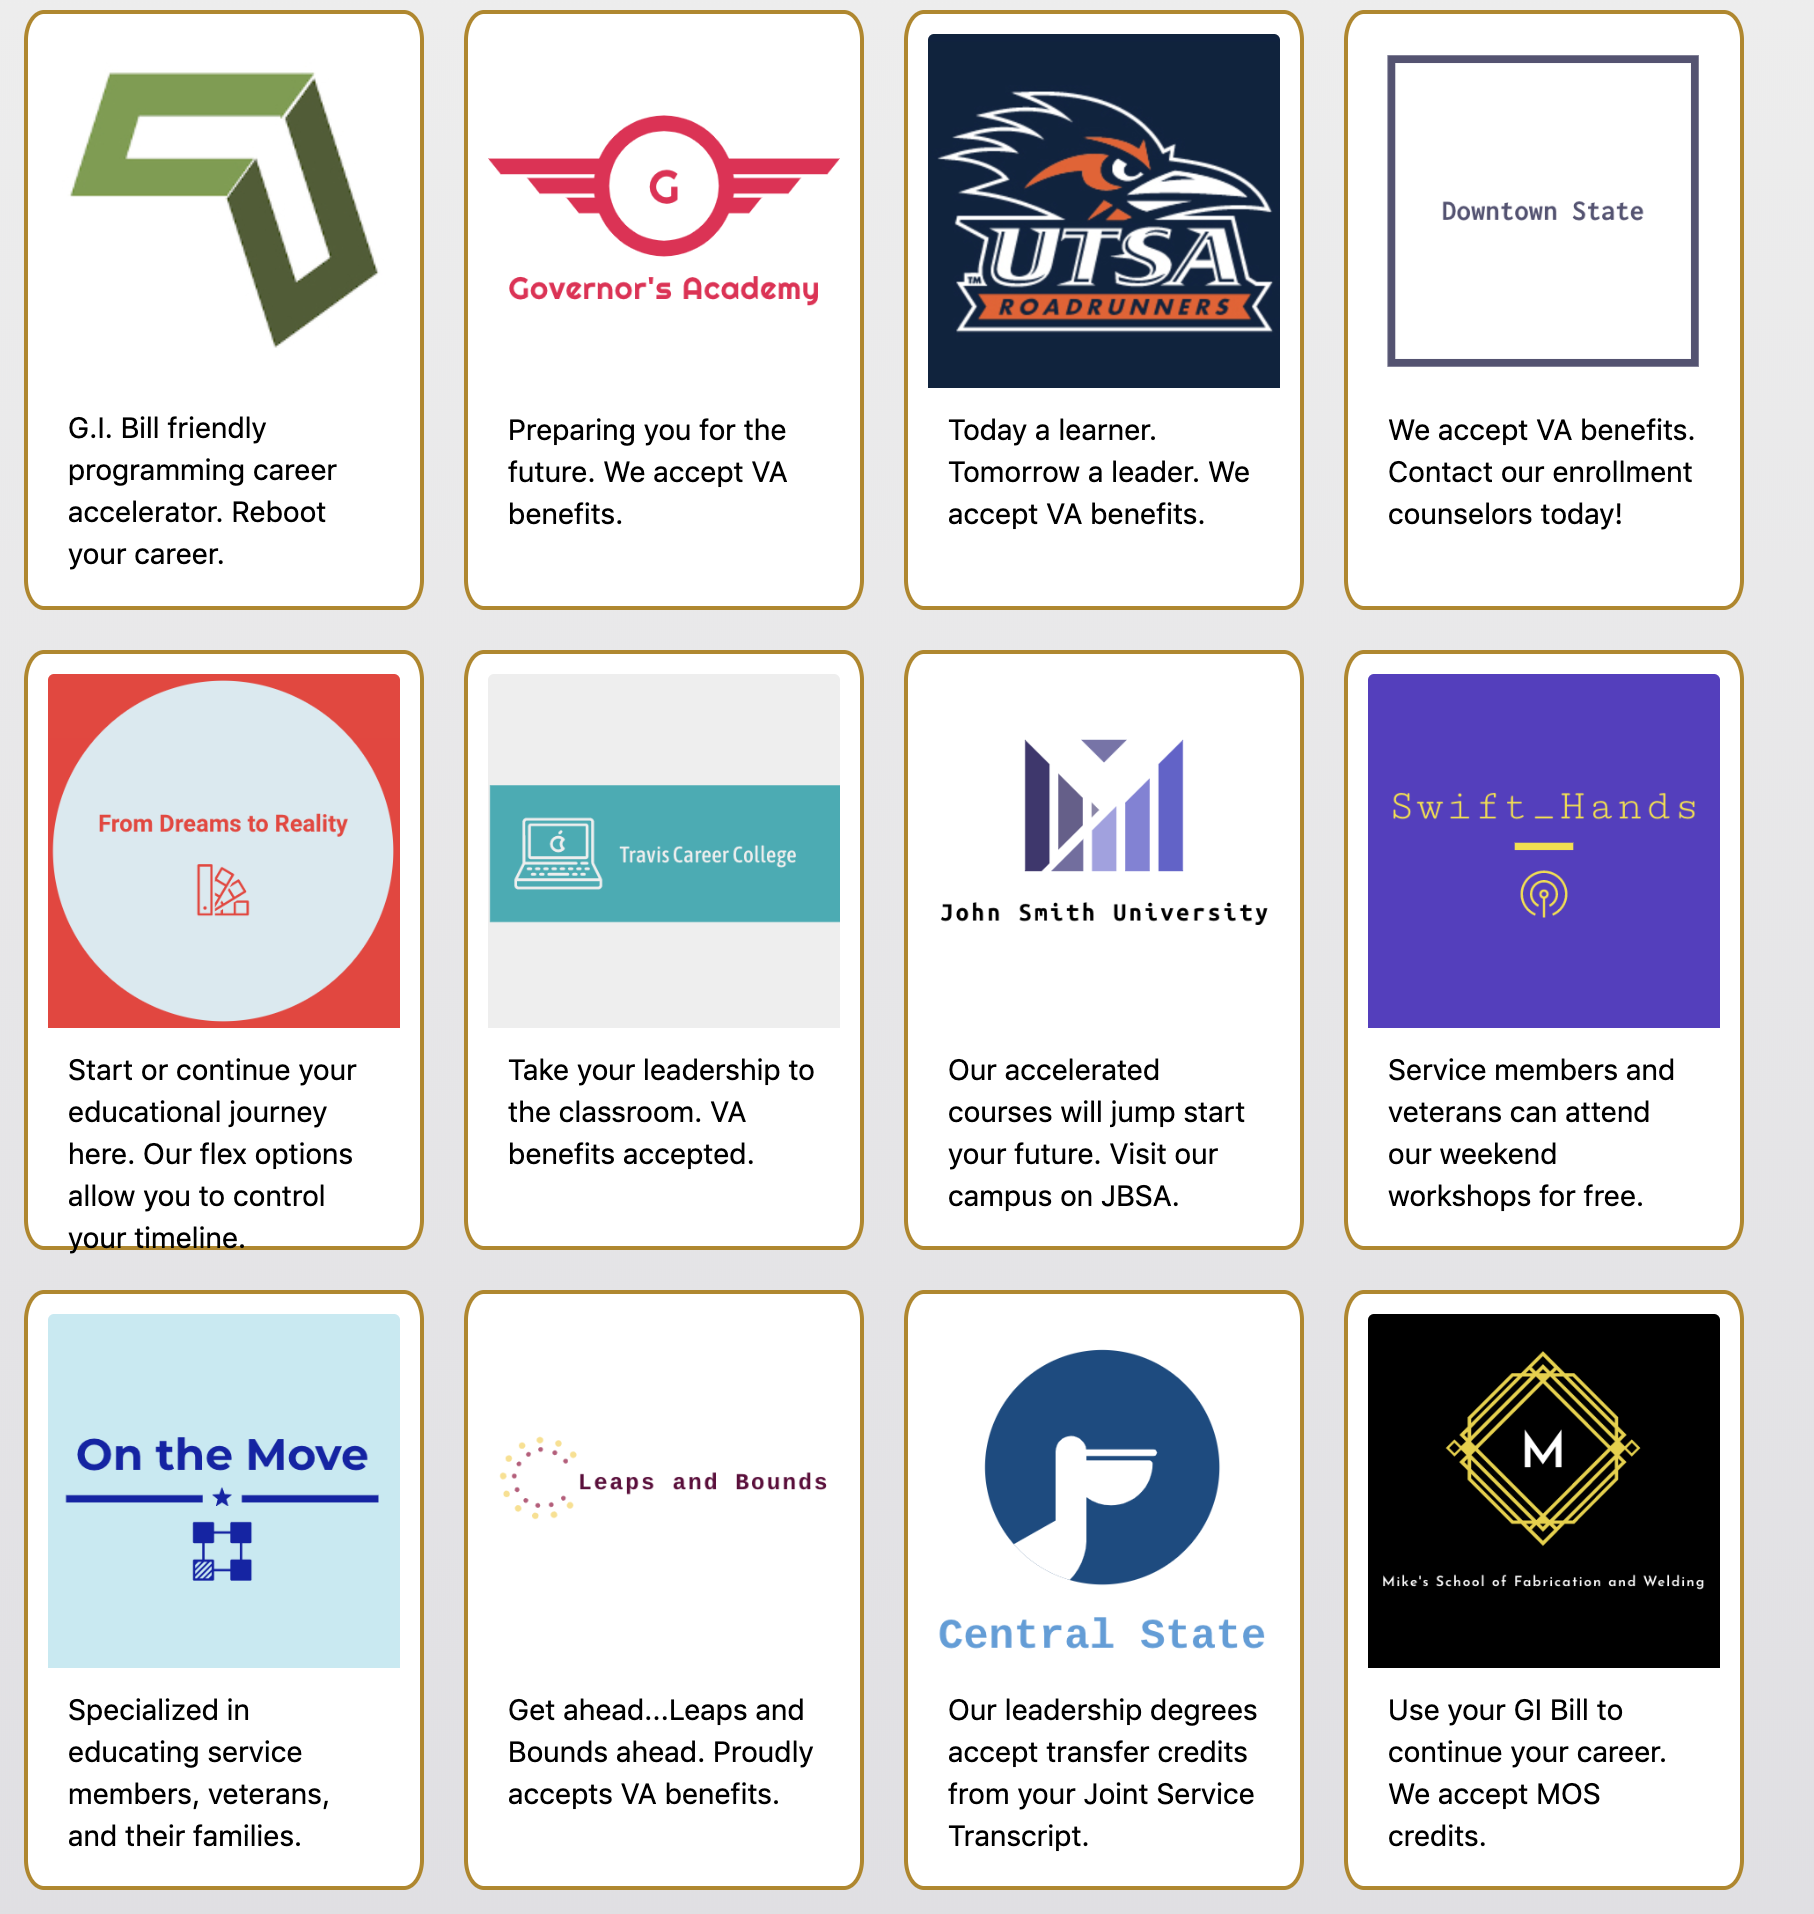 G.I. Bill friendly
programming career
accelerator. Reboot
your career.
G
Governor's Academy
Preparing you for the
future. We accept VA
benefits.
UTSA
TM
ROADRUNNERS
Today a learner.
Tomorrow a leader. We
accept VA benefits.
Downtown State
We accept VA benefits.
Contact our enrollment
counselors today!
From Dreams to Reality
Start or continue your
educational journey
here. Our flex options
allow you to control
your timeline.
Travis Career College
Take your leadership to
the classroom. VA
benefits accepted.
John Smith University
Our accelerated
courses will jump start
your future. Visit our
campus on JBSA.
Swift_Hands
Service members and
veterans can attend
our weekend
workshops for free.
On the Move
Specialized in
educating service
members, veterans,
and their families.
Leaps and Bounds
Get ahead...Leaps and
Bounds ahead. Proudly
accepts VA benefits.
Central State
Our leadership degrees
accept transfer credits
from your Joint Service
Transcript.
M
Mike's School of Fabrication and Welding
Use your GI Bill to
continue your career.
We accept MOS
credits.